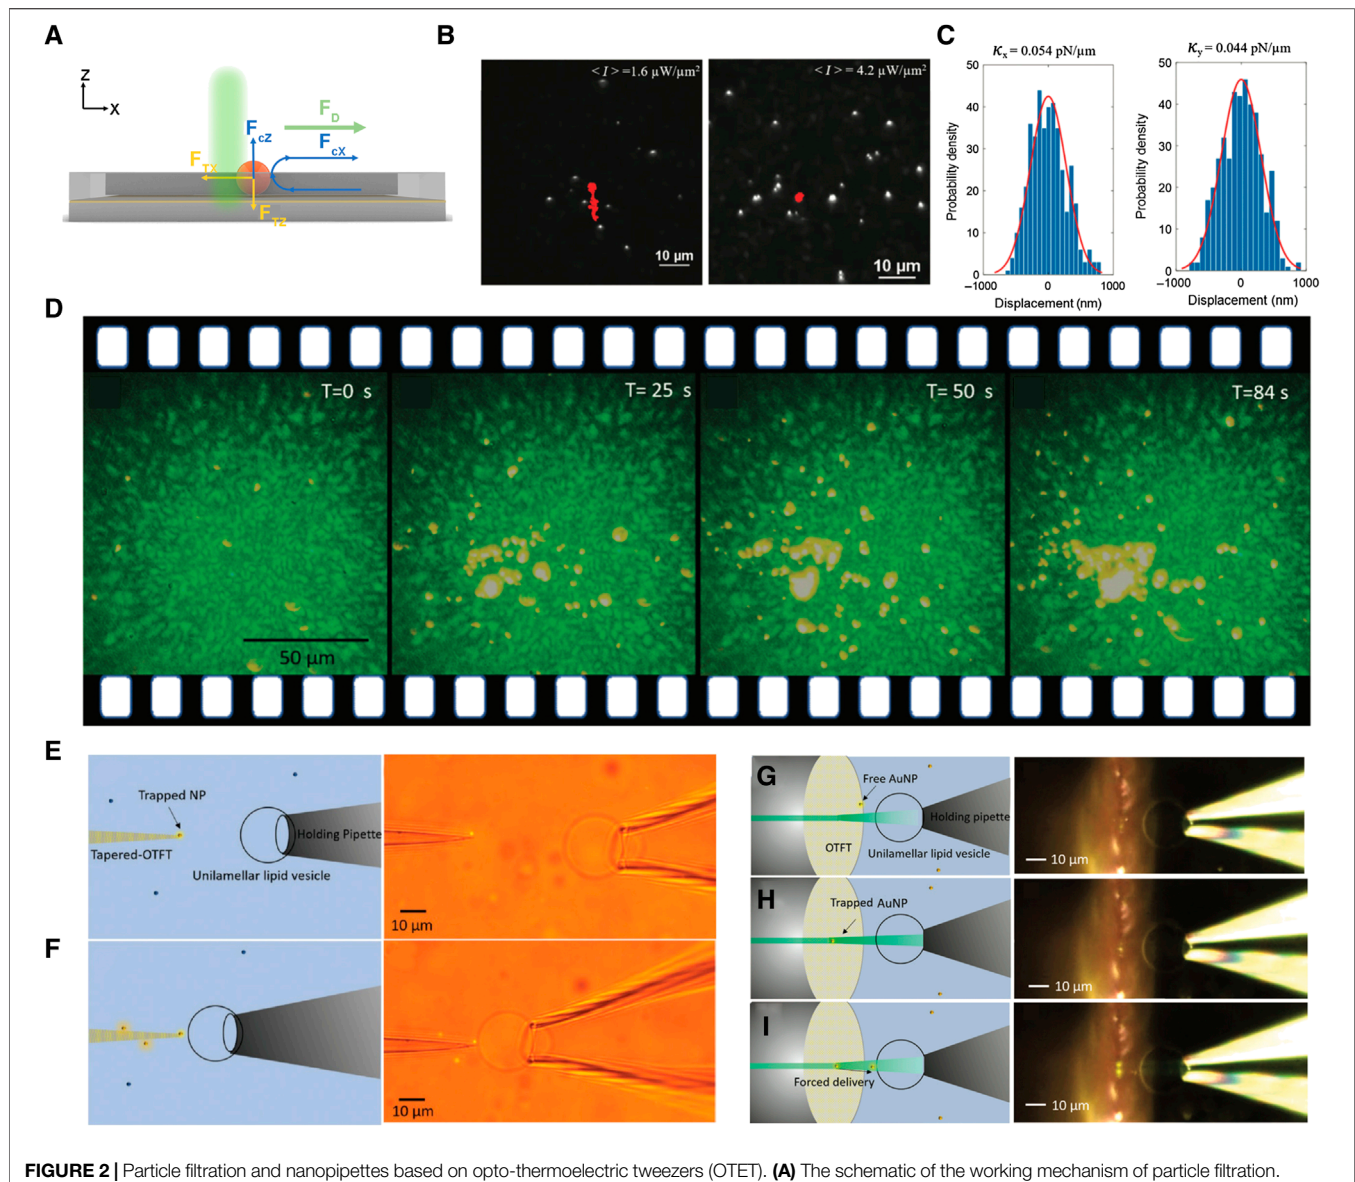 A
Z
X
F_D
F_cZ
F_cX
F_TX
F_TZ
B
< I > =1.6 µW/µm²
10 µm
< I > = 4.2 µW/µm²
10 µm
C
K_x = 0.054 pN/µm
Probability density
50
40
30
20
10
0
−1000 0 1000
Displacement (nm)
K_y = 0.044 pN/µm
Probability density
50
40
30
20
10
0
−1000 0 1000
Displacement (nm)
D
T=0 s
T= 25 s
T= 50 s
T=84 s
50 µm
E
Trapped NP
Holding Pipette
Tapered-OTFT
Unilamellar lipid vesicle
10 µm
F
10 µm
G
Free AuNP
Holding pipette
OTFT
Unilamellar lipid vesicle
10 µm
H
Trapped AuNP
10 µm
I
Forced delivery
10 µm
FIGURE 2 | Particle filtration and nanopipettes based on opto-thermoelectric tweezers (OTET). (A) The schematic of the working mechanism of particle filtration.